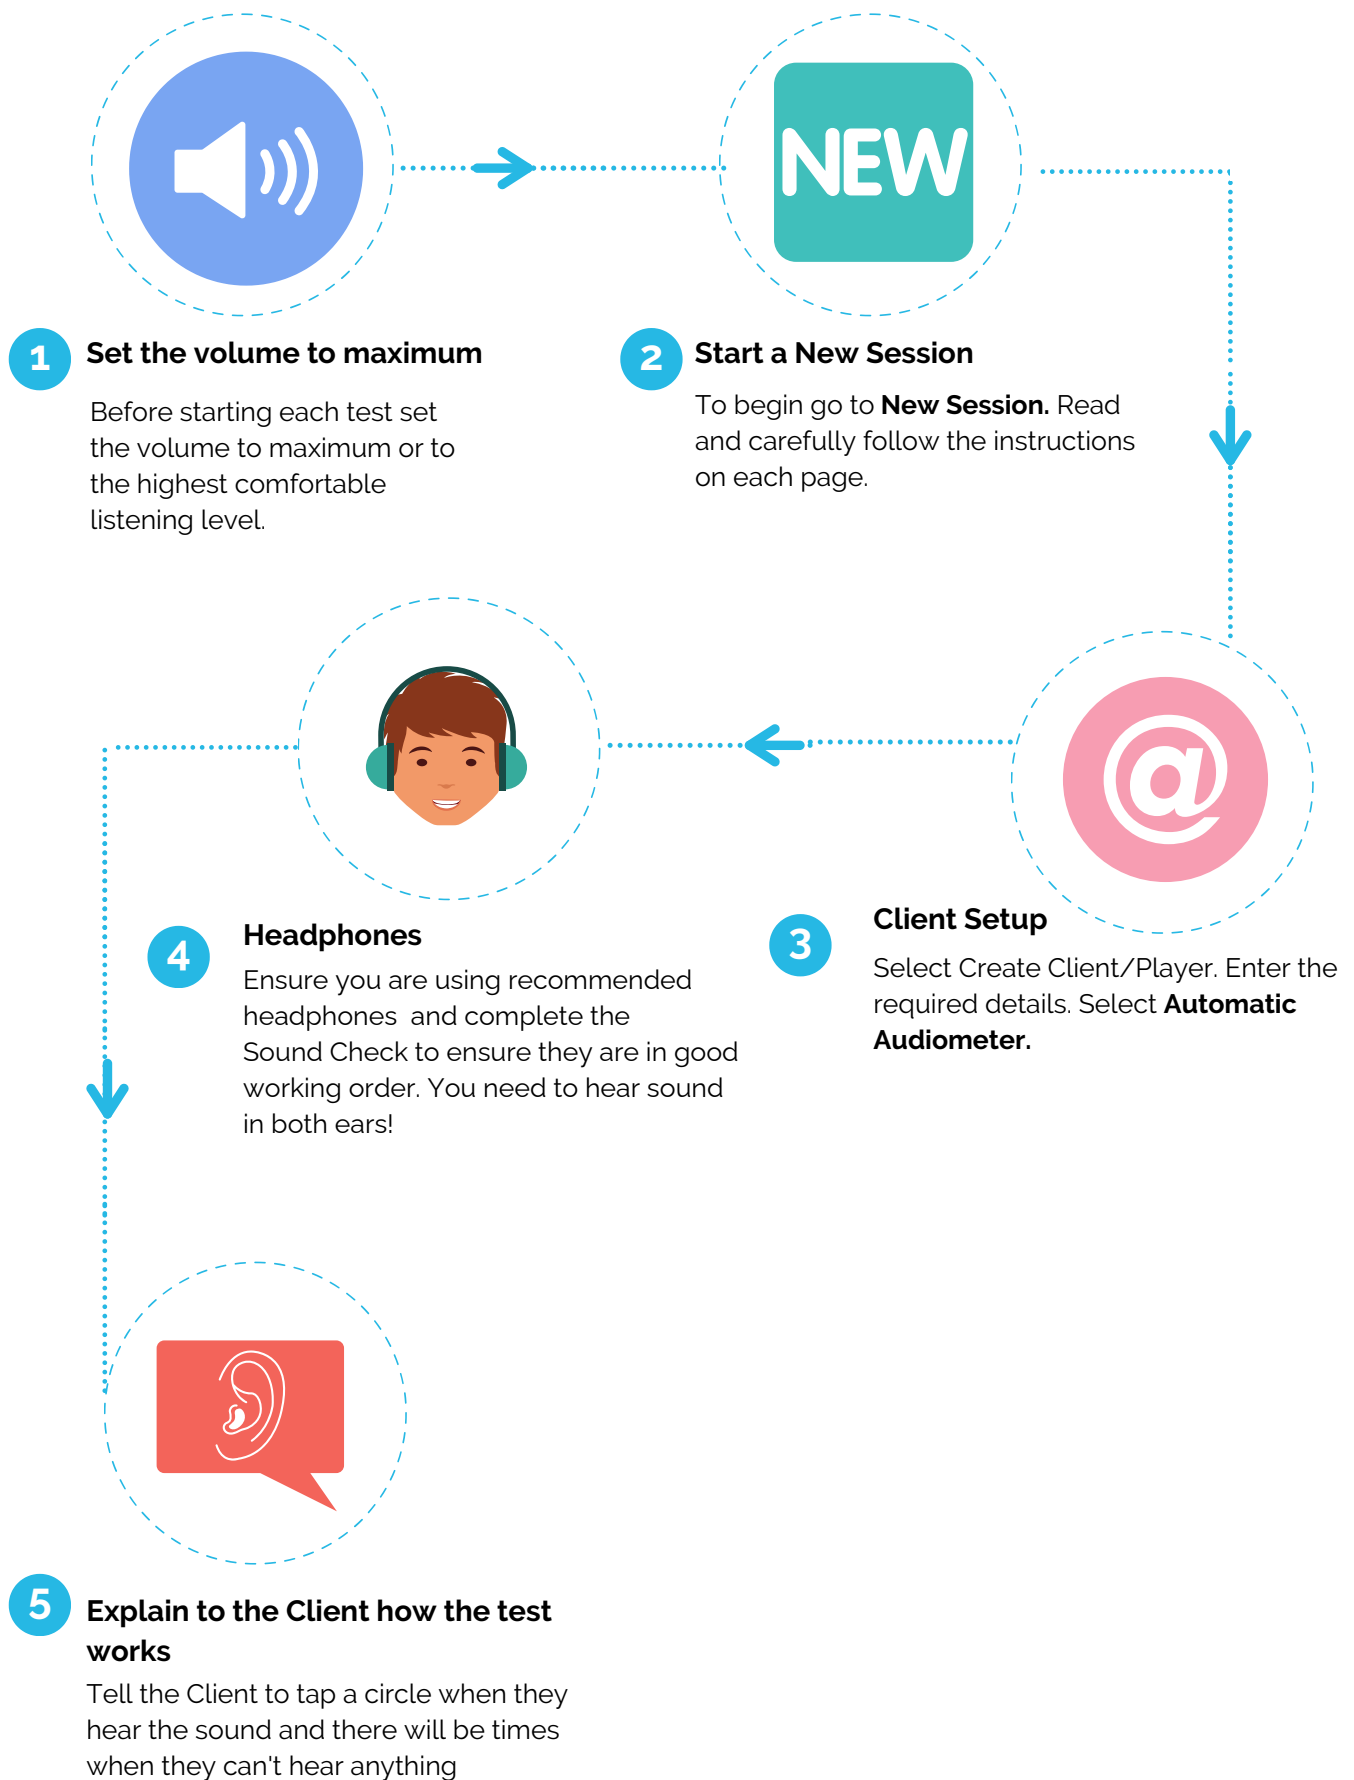 NEW
1
Set the volume to maximum
Before starting each test set
the volume to maximum or to
the highest comfortable
listening level.
2
Start a New Session
To begin go to New Session. Read
and carefully follow the instructions
on each page.
@
3
Client Setup
Select Create Client/Player. Enter the
required details. Select Automatic
Audiometer.
4
Headphones
Ensure you are using recommended
headphones  and complete the
Sound Check to ensure they are in good
working order. You need to hear sound
in both ears!
5
Explain to the Client how the test
works
Tell the Client to tap a circle when they
hear the sound and there will be times
when they can't hear anything